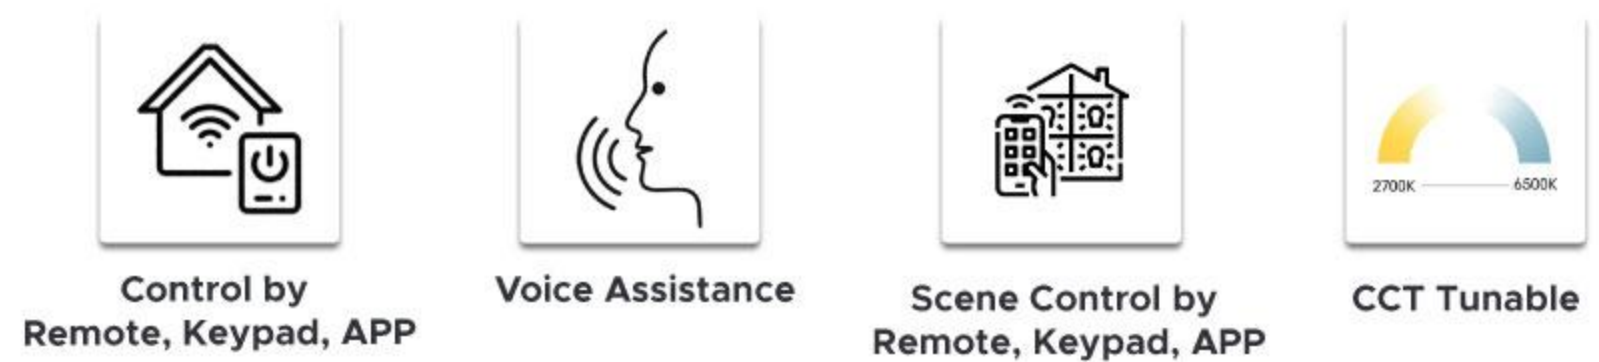 Control by
Remote, Keypad, APP
Voice Assistance
Scene Control by
Remote, Keypad, APP
2700K
6500K
CCT Tunable